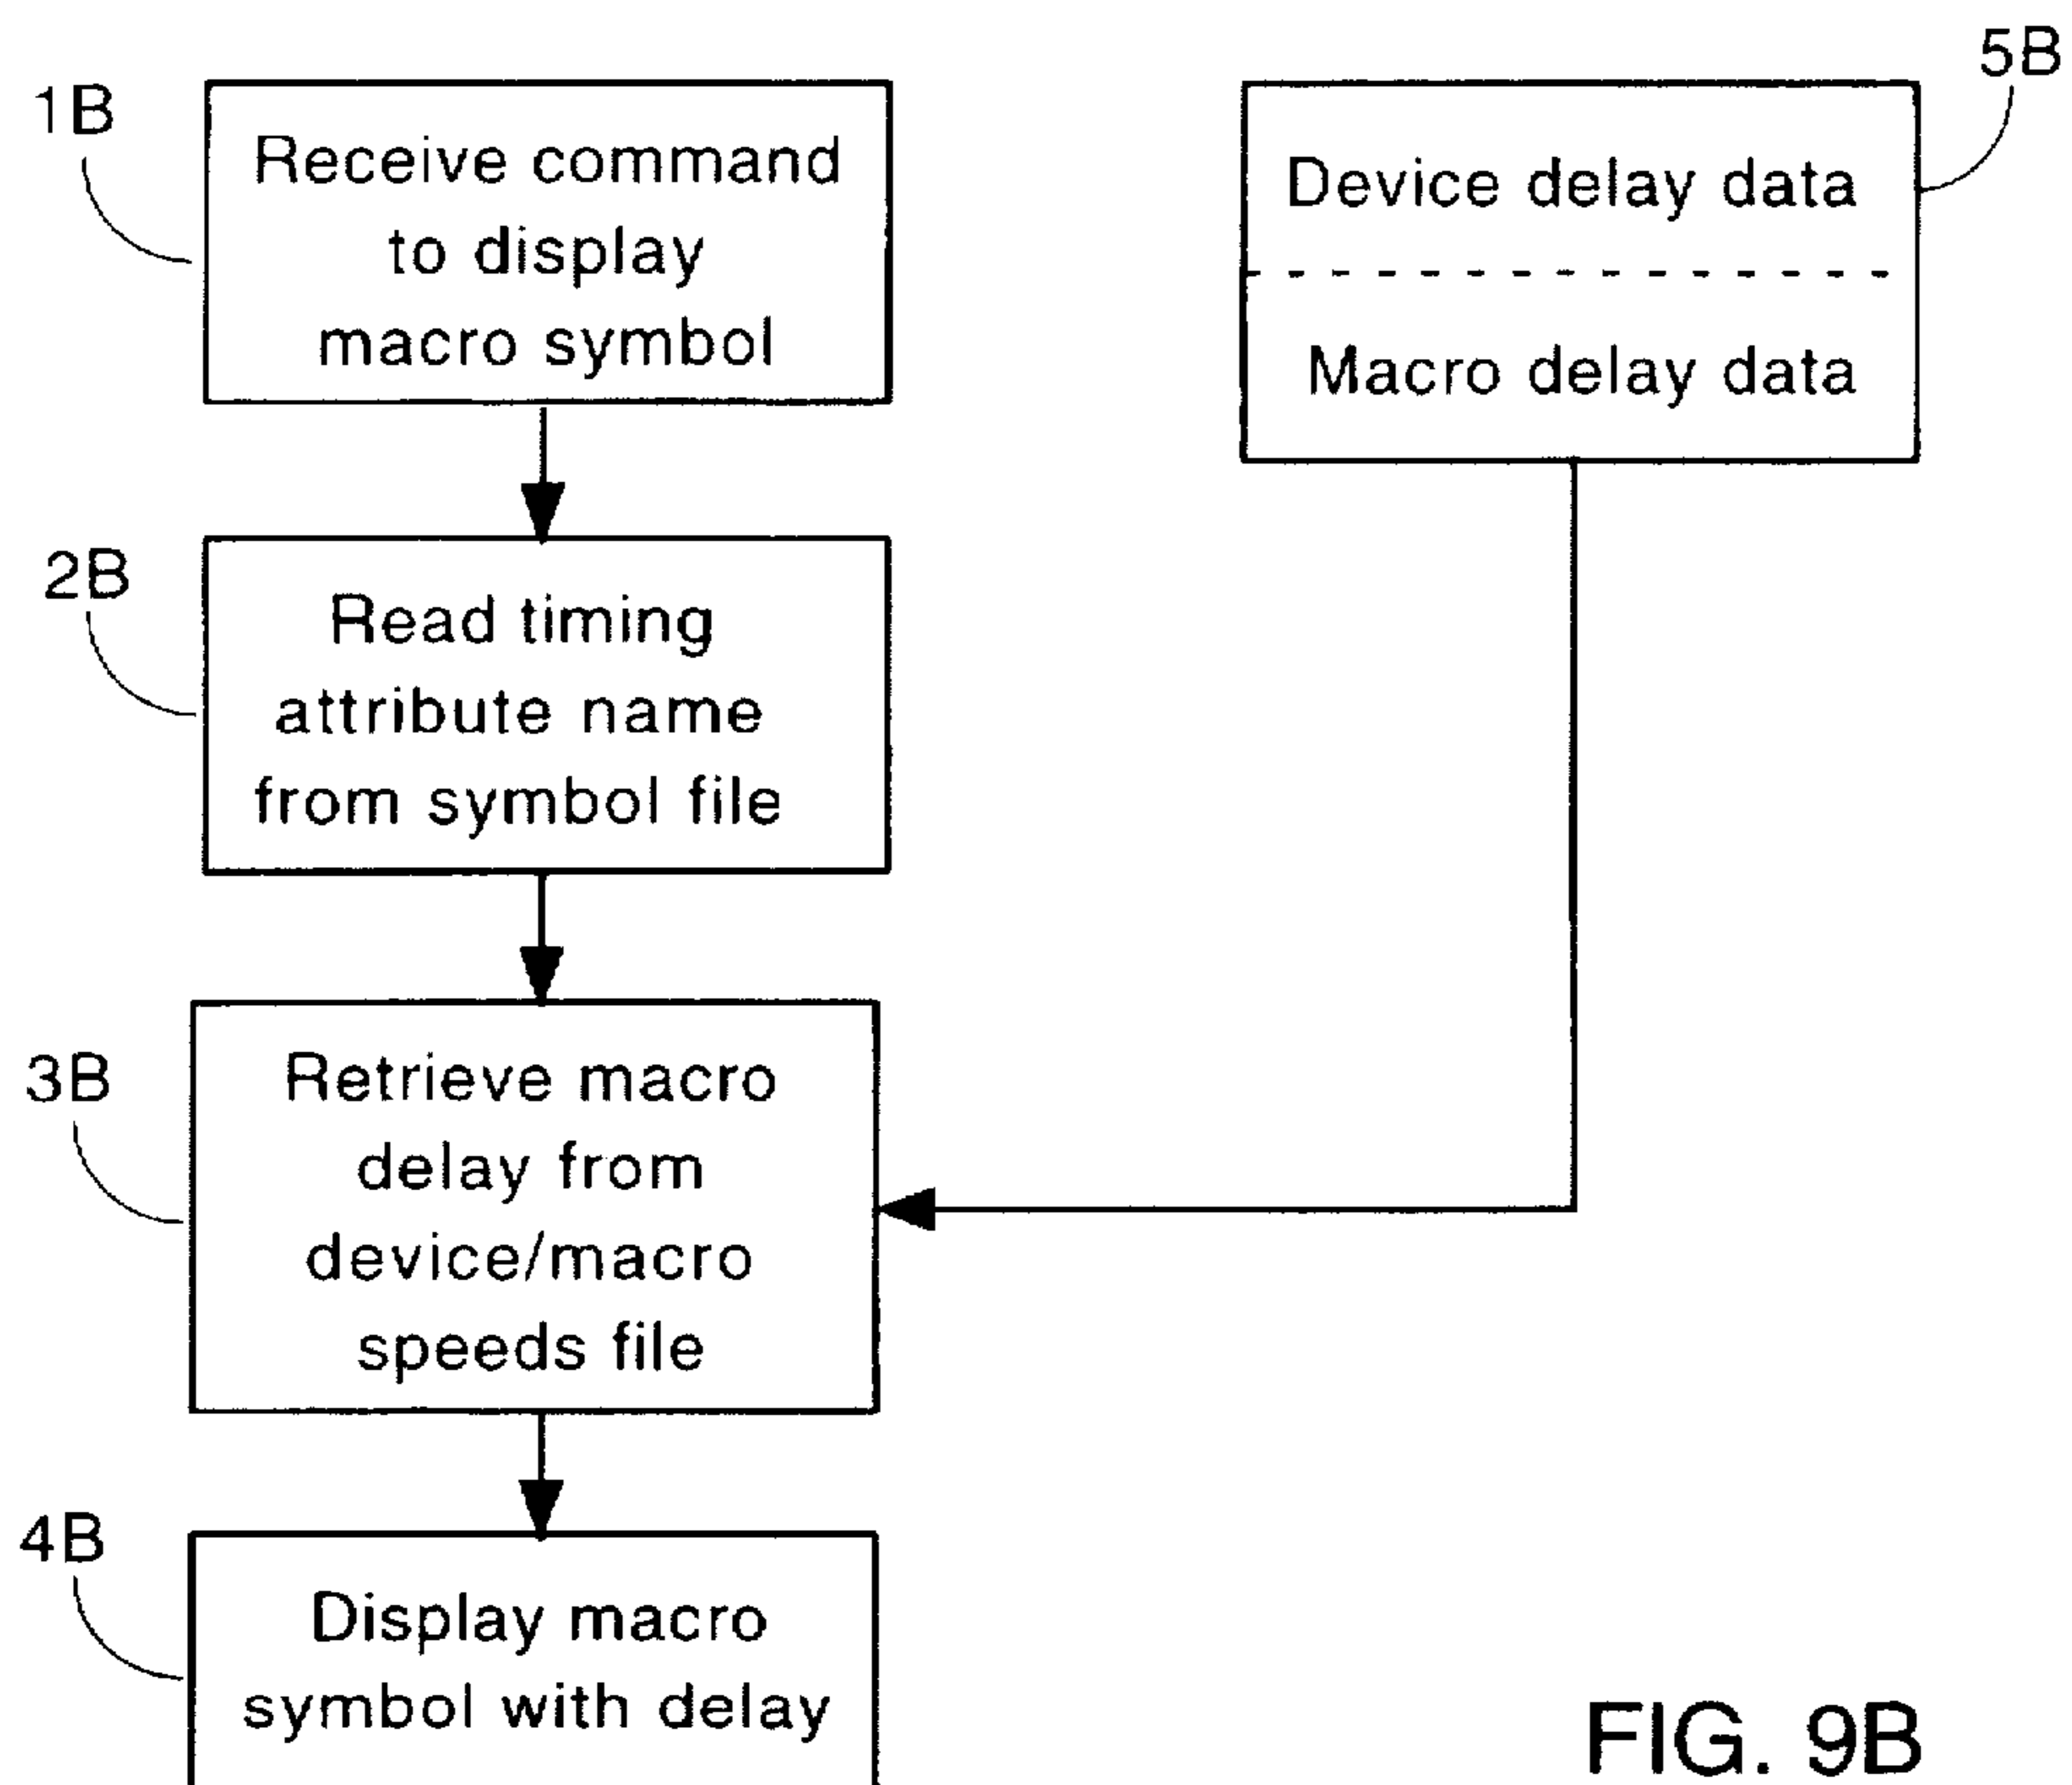 1B
Receive command
to display
macro symbol
5B
Device delay data
Macro delay data
2B
Read timing
attribute name
from symbol file
3B
Retrieve macro
delay from
device/macro
speeds file
4B
Display macro
symbol with delay
FIG. 9B